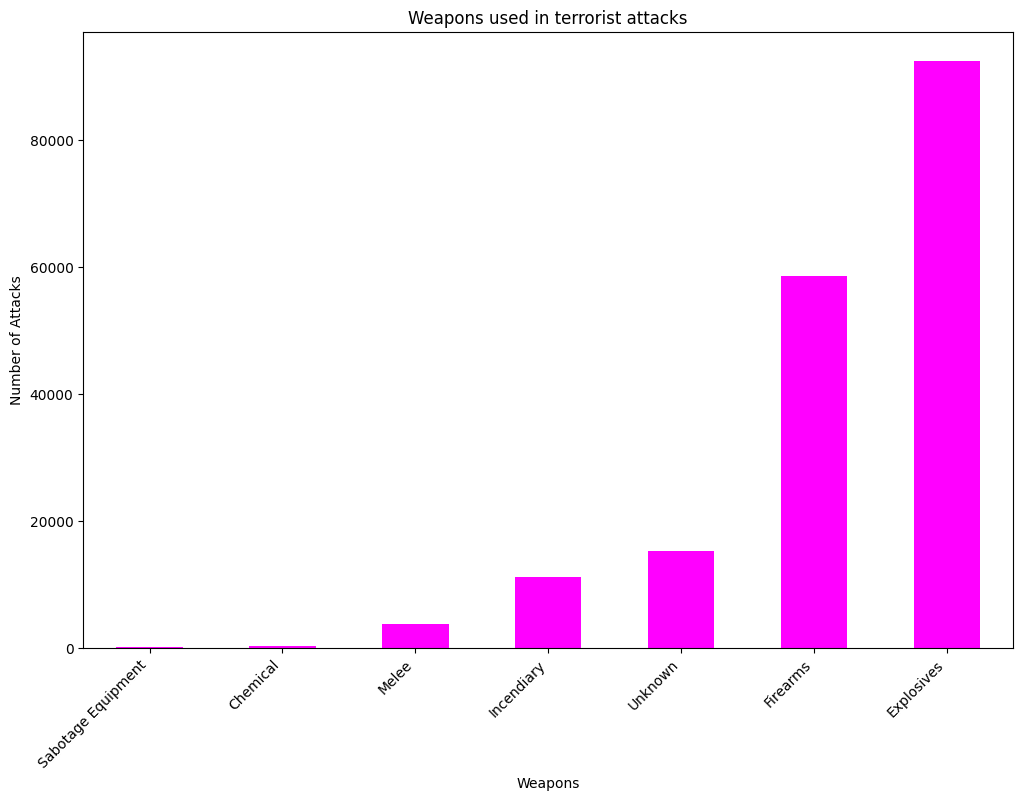 Weapons used in terrorist attacks
Number of Attacks
80000
60000
40000
20000
0
Sabotage Equipment
Chemical
Melee
Incendiary
Unknown
Firearms
Explosives
Weapons